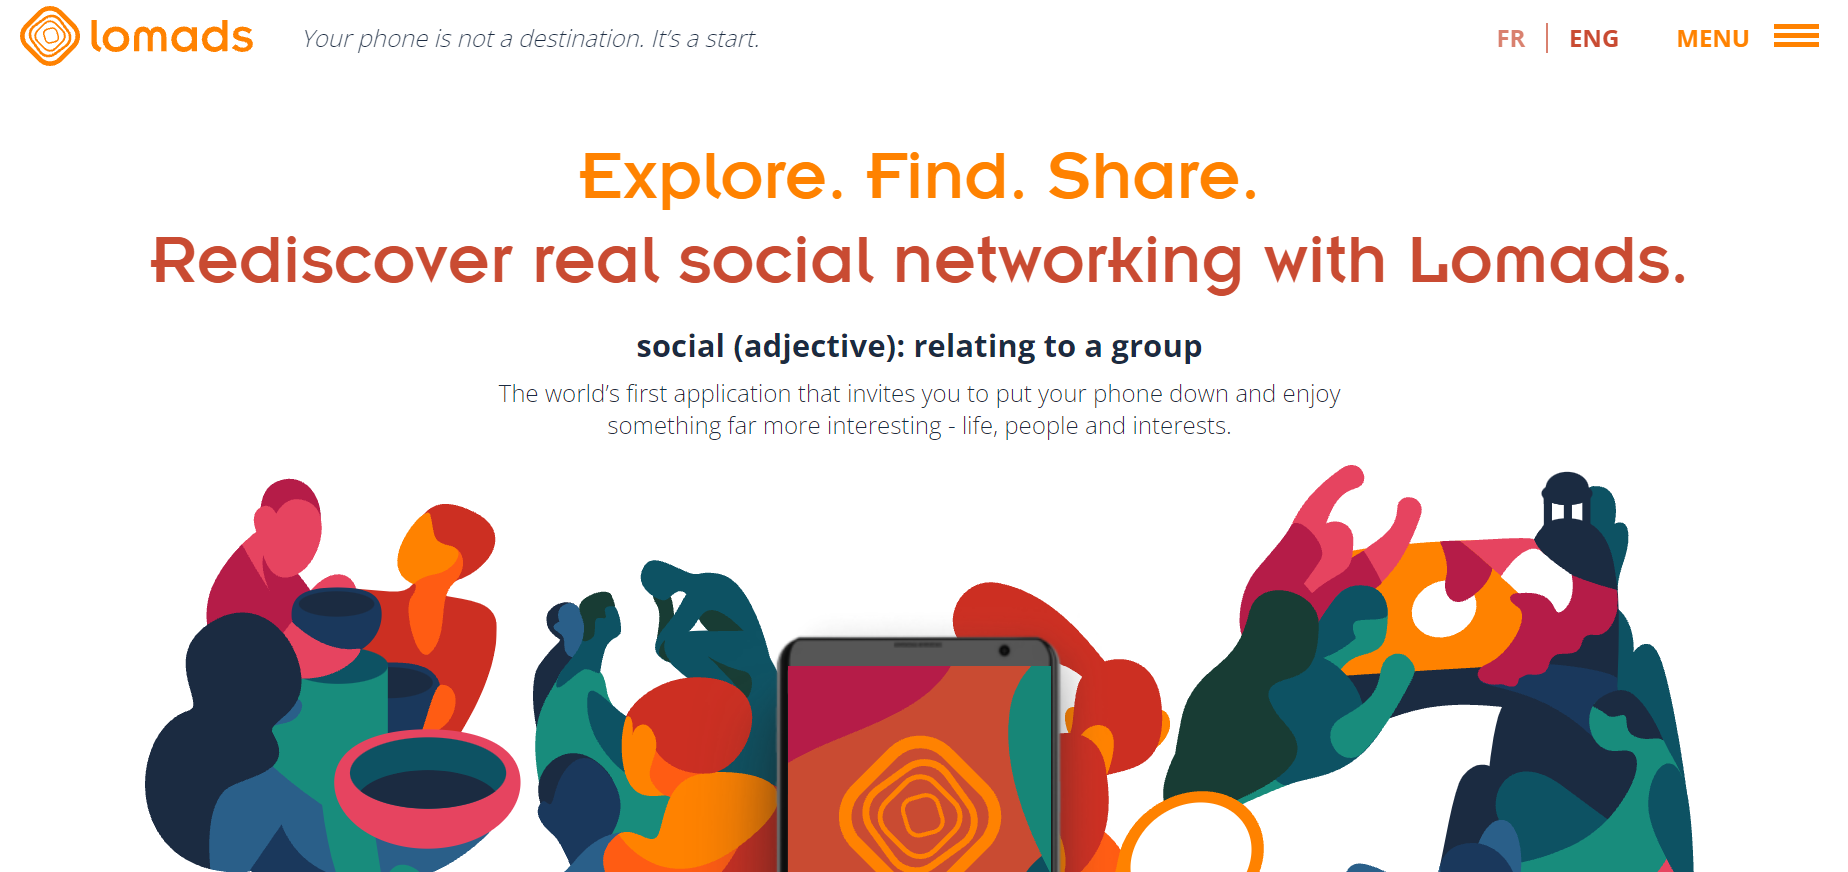 lomads
Your phone is not a destination. It’s a start.
FR
ENG
MENU
Explore. Find. Share.
Rediscover real social networking with Lomads.
social (adjective): relating to a group
The world’s first application that invites you to put your phone down and enjoy
something far more interesting - life, people and interests.